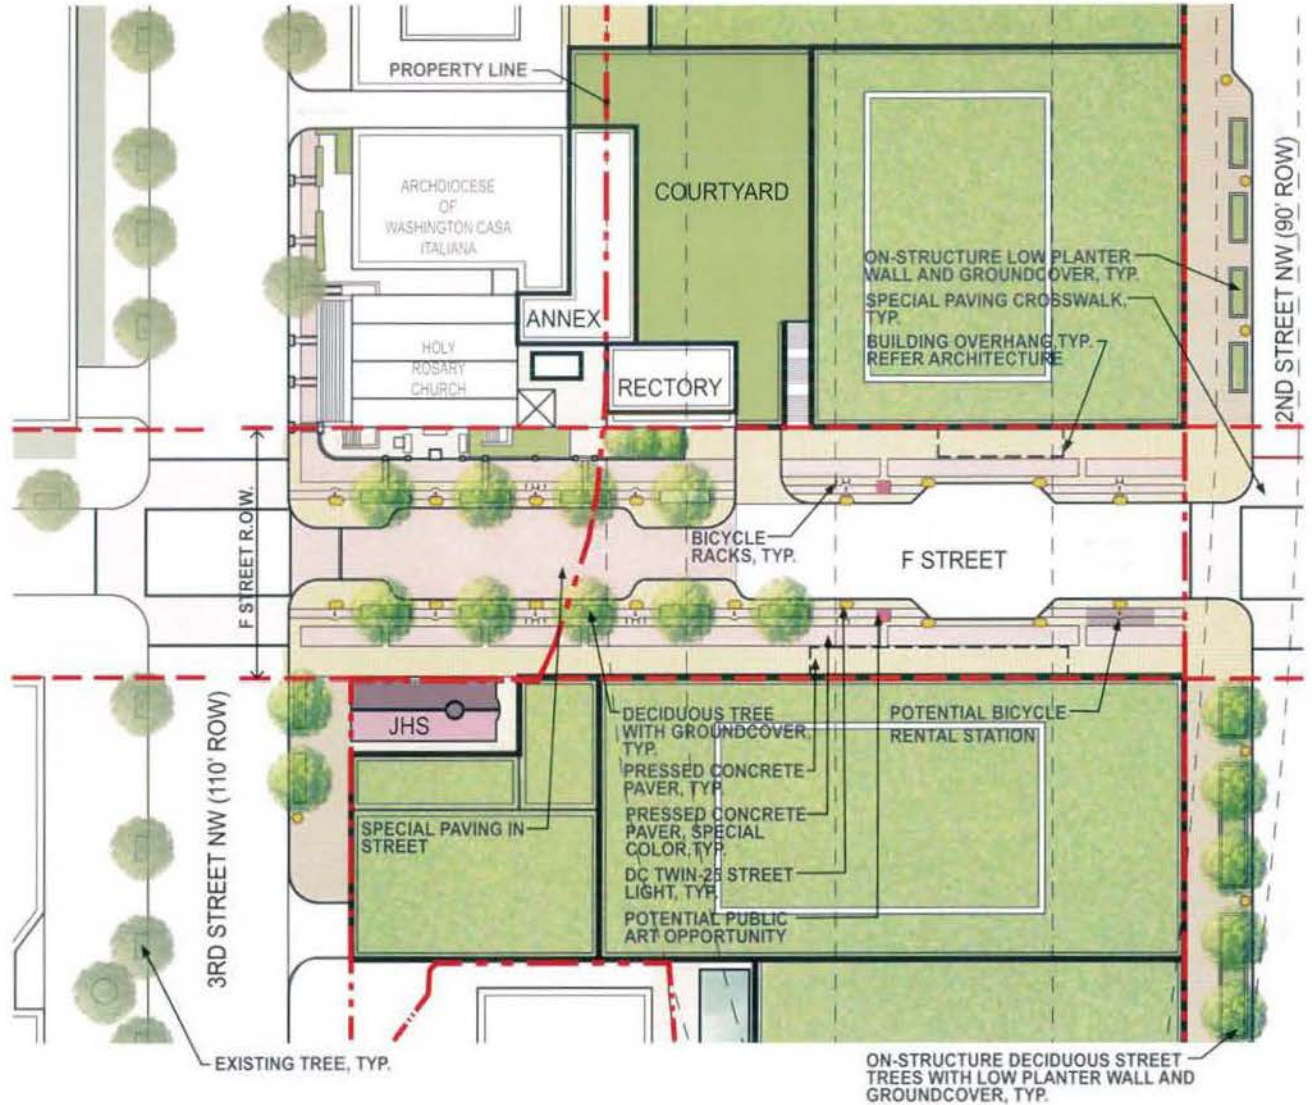 PROPERTY LINE
ARCHDIOCESE
OF
WASHINGTON CASA
ITALIANA
COURTYARD
ON-STRUCTURE LOW PLANTER
WALL AND GROUNDCOVER, TYP.
SPECIAL PAVING CROSSWALK,
TYP.
BUILDING OVERHANG, TYP.
REFER ARCHITECTURE
2ND STREET NW (90' ROW)
ANNEX
HOLY
ROSARY
CHURCH
RECTORY
F STREET R.O.W.
BICYCLE
RACKS, TYP.
F STREET
JHS
DECIDUOUS TREE
WITH GROUNDCOVER,
TYP.
POTENTIAL BICYCLE
RENTAL STATION
PRESSED CONCRETE
PAVER, TYP.
PRESSED CONCRETE
PAVER, SPECIAL
COLOR, TYP.
SPECIAL PAVING IN
STREET
DC TWIN-25 STREET
LIGHT, TYP.
POTENTIAL PUBLIC
ART OPPORTUNITY
3RD STREET NW (110' ROW)
EXISTING TREE, TYP.
ON-STRUCTURE DECIDUOUS STREET
TREES WITH LOW PLANTER WALL AND
GROUNDCOVER, TYP.